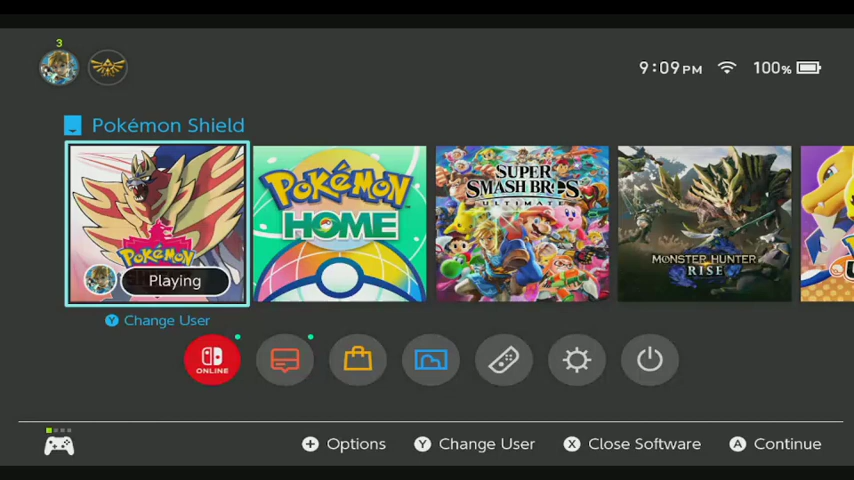 3
9:09 PM 100%
Pokémon Shield
POKéMON
Playing
POKéMON
HOME
SUPER
SMASH BROS.
ULTIMATE
MONSTER HUNTER
RISE
Y Change User
ONLINE
+ Options Y Change User X Close Software A Continue